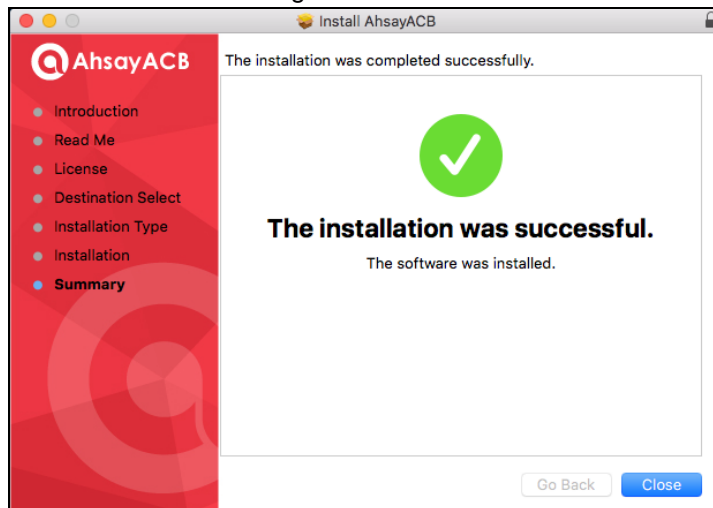 Install AhsayACB
AhsayACB
The installation was completed successfully.
Introduction
Read Me
License
Destination Select
Installation Type
Installation
Summary
The installation was successful.
The software was installed.
Go Back
Close